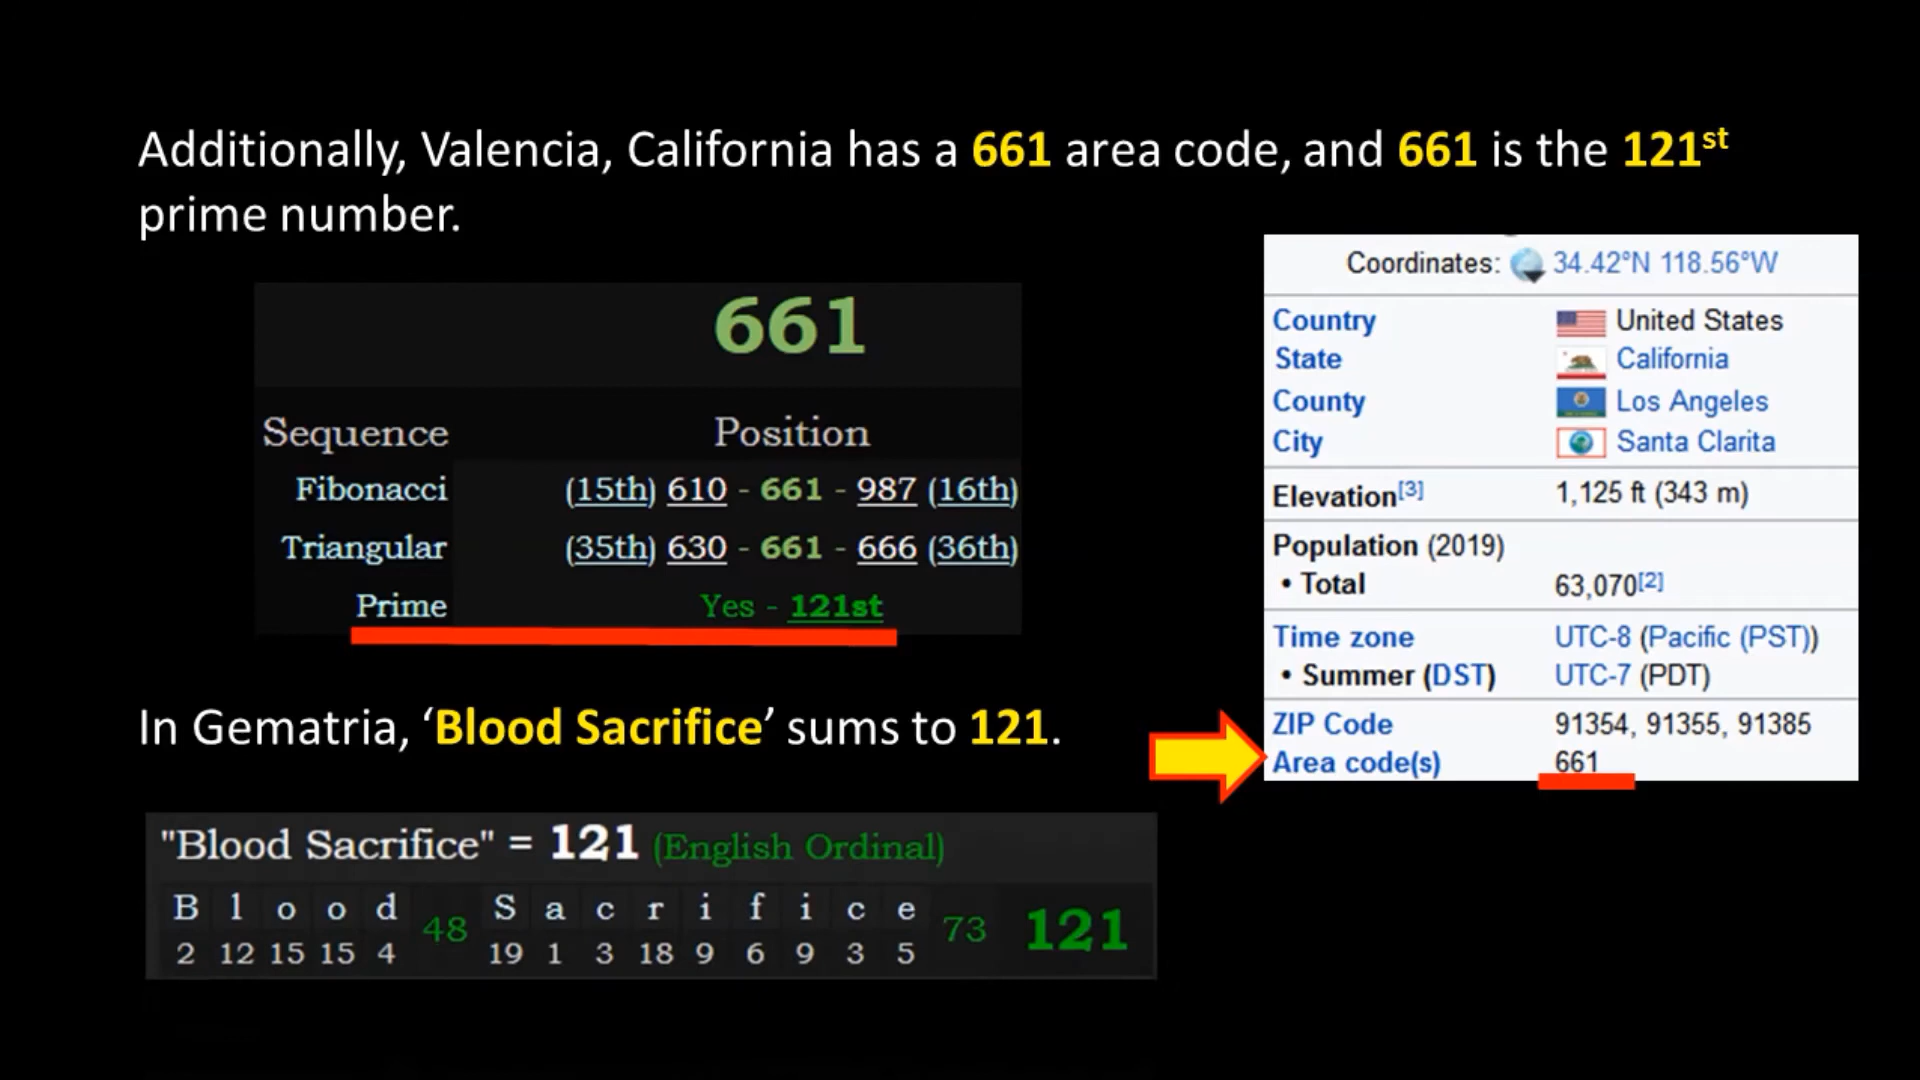 Additionally, Valencia, California has a 661 area code, and 661 is the 121st
prime number.
661
Sequence Position
Fibonacci (15th) 610 - 661 - 987 (16th)
Triangular (35th) 630 - 661 - 666 (36th)
Prime Yes - 121st
Coordinates: 34.42°N 118.56°W
Country United States
State California
County Los Angeles
City Santa Clarita
Elevation[3] 1,125 ft (343 m)
Population (2019)
• Total 63,070[2]
Time zone UTC-8 (Pacific (PST))
• Summer (DST) UTC-7 (PDT)
ZIP Code 91354, 91355, 91385
Area code(s) 661
In Gematria, ‘Blood Sacrifice’ sums to 121.
"Blood Sacrifice" = 121 (English Ordinal)
B l o o d 48 S a c r i f i c e 73 121
2 12 15 15 4 19 1 3 18 9 6 9 3 5